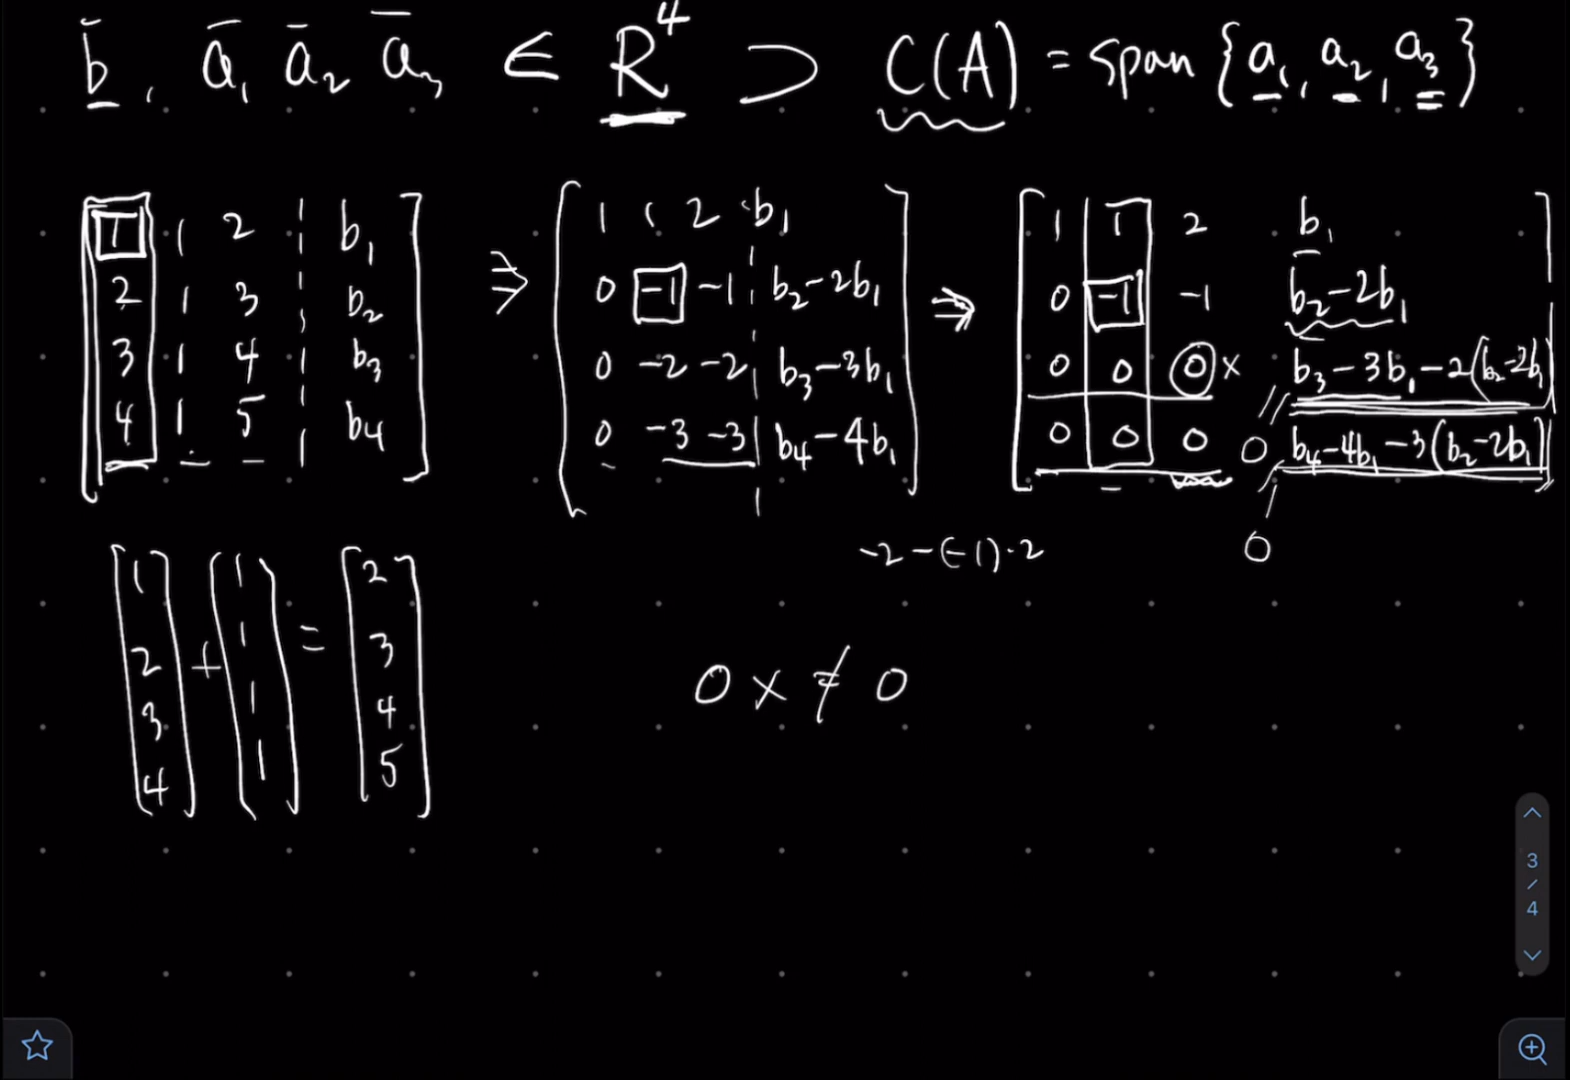 b̄, ā₁ ā₂ ā₃ ∈ R⁴ ⊃ C(A) = span {a₁, a₂, a₃}
[ 1 1 2 ¦ b₁ ] ⇒ [ 1 1 2 ¦ b₁ ] ⇒ [ 1 1 2 b₁ ]
[ 2 1 3 ¦ b₂ ] [ 0 -1 -1 ¦ b₂-2b₁ ] [ 0 -1 -1 b₂-2b₁ ]
[ 3 1 4 ¦ b₃ ] [ 0 -2 -2 ¦ b₃-3b₁ ] [ 0 0 0 x b₃-3b₁-2(b₂-2b₁) ]
[ 4 1 5 ¦ b₄ ] [ 0 -3 -3 ¦ b₄-4b₁ ] [ 0 0 0 0 b₄-4b₁-3(b₂-2b₁) ]
-2-(-1)·2 0
[ 1 ] + [ 1 ] = [ 2 ]
[ 2 ] [ 1 ] [ 3 ]
[ 3 ] [ 1 ] [ 4 ]
[ 4 ] [ 1 ] [ 5 ]
0 x ≠ 0
3
/
4